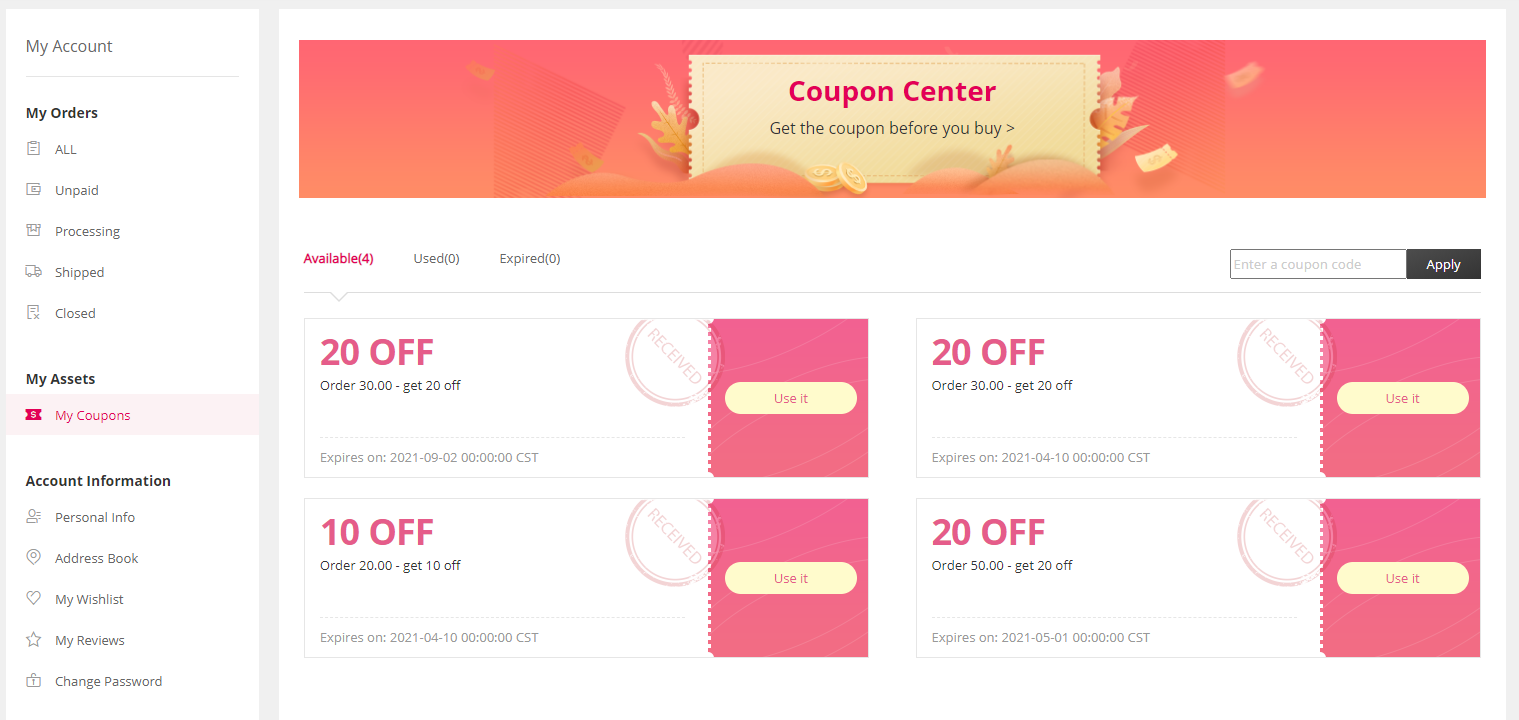 My Account
My Orders
ALL
Unpaid
Processing
Shipped
Closed
My Assets
My Coupons
Account Information
Personal Info
Address Book
My Wishlist
My Reviews
Change Password
Coupon Center
Get the coupon before you buy >
Available(4) Used(0) Expired(0)
Enter a coupon code Apply
20 OFF
Order 30.00 - get 20 off
RECEIVED
Use it
Expires on: 2021-09-02 00:00:00 CST
20 OFF
Order 30.00 - get 20 off
RECEIVED
Use it
Expires on: 2021-04-10 00:00:00 CST
10 OFF
Order 20.00 - get 10 off
RECEIVED
Use it
Expires on: 2021-04-10 00:00:00 CST
20 OFF
Order 50.00 - get 20 off
RECEIVED
Use it
Expires on: 2021-05-01 00:00:00 CST